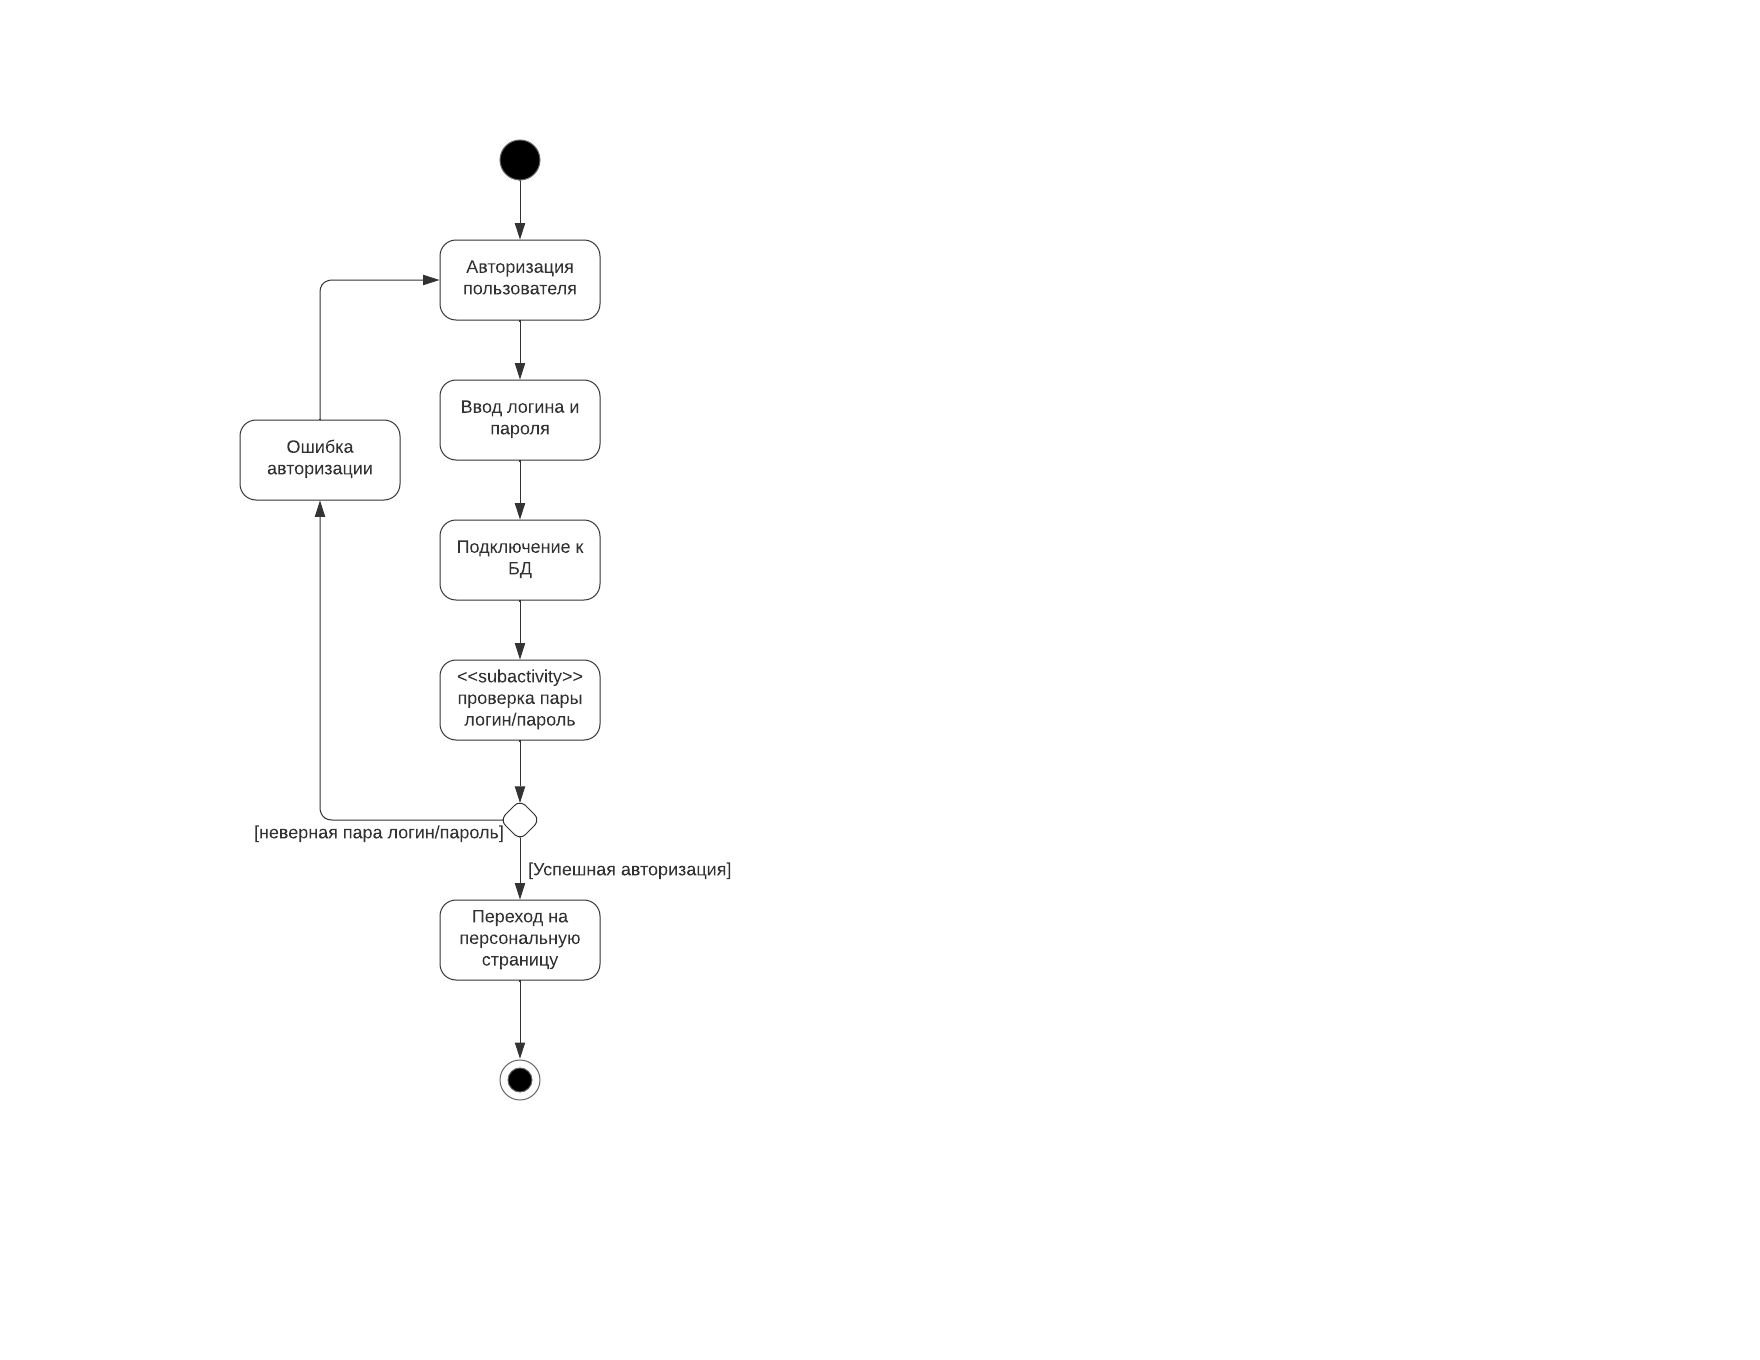 Авторизация
пользователя
Ввод логина и
пароля
Ошибка
авторизации
Подключение к
БД
<<subactivity>>
проверка пары
логин/пароль
[неверная пара логин/пароль]
[Успешная авторизация]
Переход на
персональную
страницу